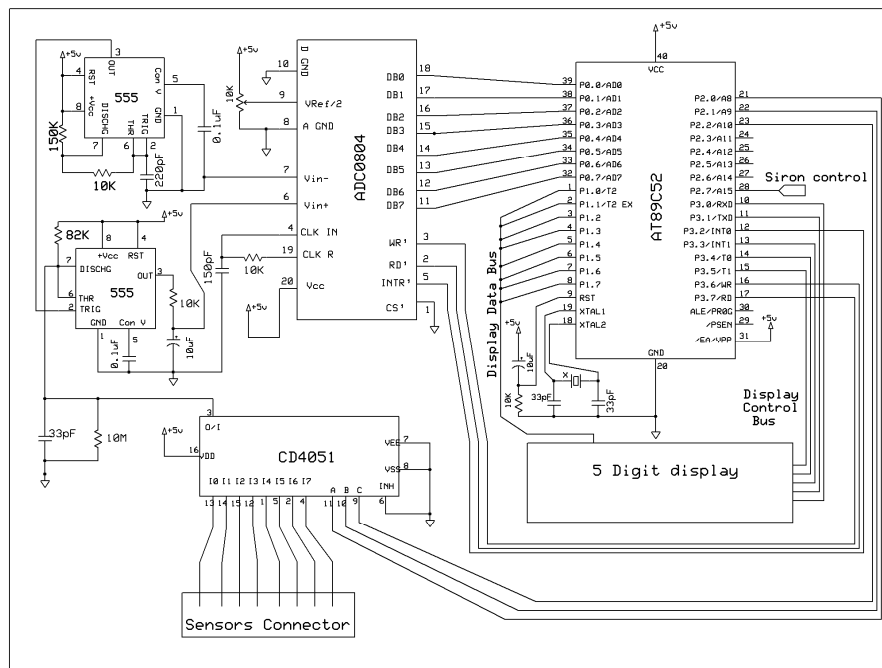 +5v
3
OUT
4
RST
Con V
5
8
+Vcc
555
GND
1
DISCHG
THR
TRIG
7
6
2
150K
10K
220pF
0.1uF
+5v
10K
D GND
10
9
VRef/2
8
A GND
7
Vin-
6
Vin+
4
CLK IN
19
CLK R
20
Vcc
ADC0804
DB0
18
DB1
17
DB2
16
DB3
15
DB4
14
DB5
13
DB6
12
DB7
11
WR'
3
RD'
2
INTR'
5
CS'
1
150pF
10K
+5v
+5v
82K
8
4
+Vcc
RST
7
DISCHG
OUT
3
555
6
THR
2
TRIG
GND
Con V
1
5
10K
0.1uF
10uF
33pF
10M
+5v
+5v
40
VCC
AT89C52
39
P0.0/AD0
38
P0.1/AD1
37
P0.2/AD2
36
P0.3/AD3
35
P0.4/AD4
34
P0.5/AD5
33
P0.6/AD6
32
P0.7/AD7
1
P1.0/T2
2
P1.1/T2 EX
3
P1.2
4
P1.3
5
P1.4
6
P1.5
7
P1.6
8
P1.7
9
RST
19
XTAL1
18
XTAL2
GND
20
P2.0/A8
21
P2.1/A9
22
P2.2/A10
23
P2.3/A11
24
P2.4/A12
25
P2.5/A13
26
P2.6/A14
27
P2.7/A15
28
P3.0/RXD
10
P3.1/TXD
11
P3.2/INT0
12
P3.3/INT1
13
P3.4/T0
14
P3.5/T1
15
P3.6/WR
16
P3.7/RD
17
ALE/PROG
30
/PSEN
29
/EA/VPP
31
+5v
Siron control
Display Data Bus
+5v
10uF
10K
X
33pF
33pF
Display
Control
Bus
5 Digit display
3
O/I
16
VDD
CD4051
VEE
7
VSS
8
INH
6
I0 I1 I2 I3 I4 I5 I6 I7
A B C
13 14 15 12 1 5 2 4
11 10 9
Sensors Connector